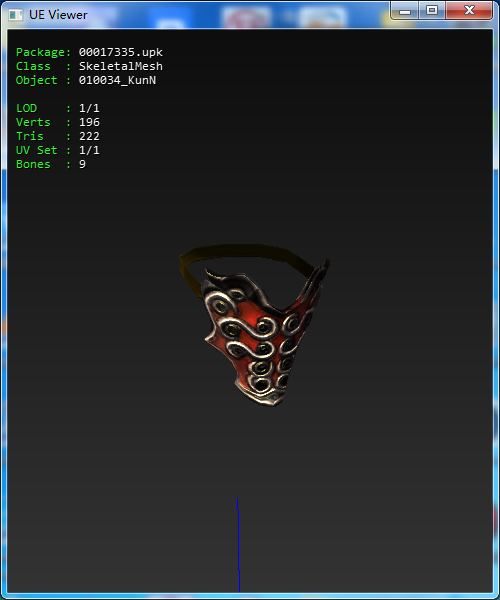 UE Viewer
Package: 00017335.upk
Class : SkeletalMesh
Object : 010034_KunN
LOD : 1/1
Verts : 196
Tris : 222
UV Set : 1/1
Bones : 9